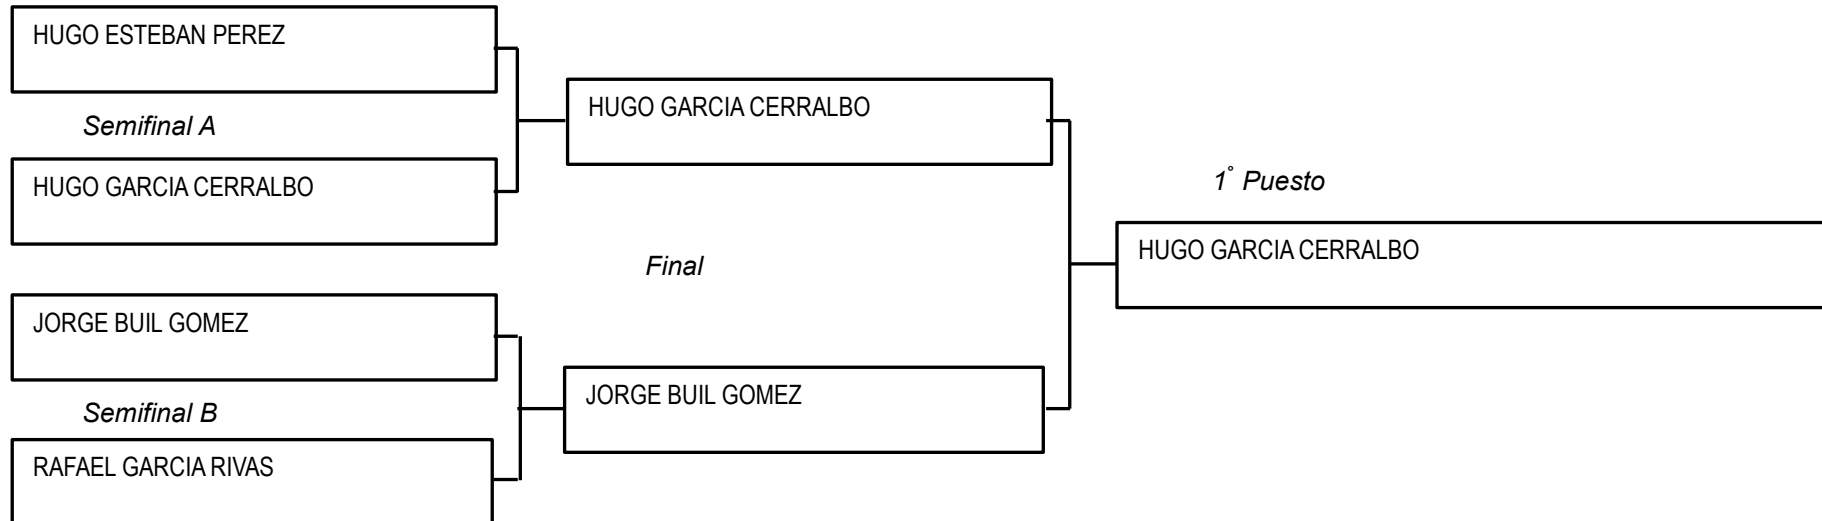 HUGO ESTEBAN PEREZ
Semifinal A
HUGO GARCIA CERRALBO
JORGE BUIL GOMEZ
Semifinal B
RAFAEL GARCIA RIVAS
HUGO GARCIA CERRALBO
Final
JORGE BUIL GOMEZ
1° Puesto
HUGO GARCIA CERRALBO